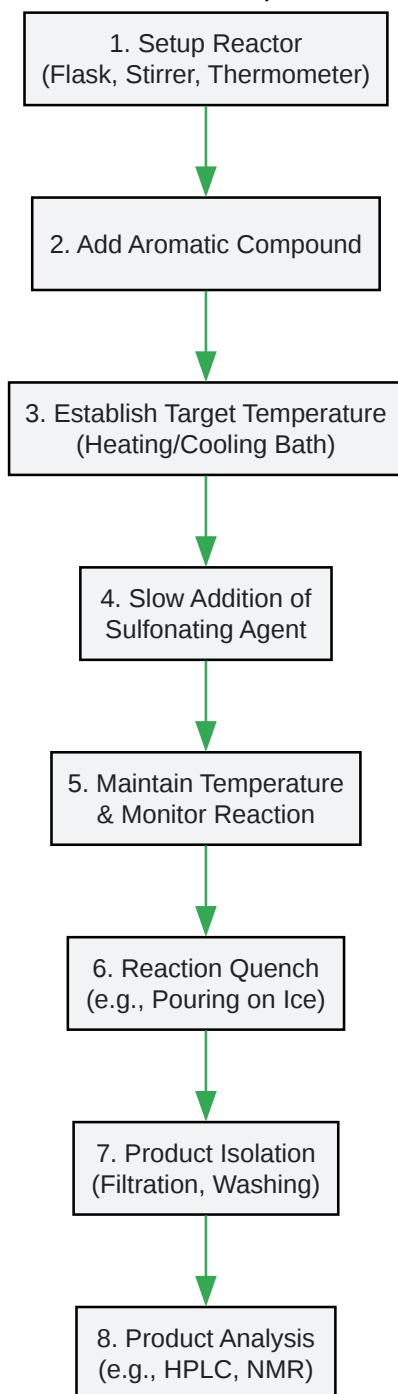 1. Setup Reactor
(Flask, Stirrer, Thermometer)
2. Add Aromatic Compound
3. Establish Target Temperature
(Heating/Cooling Bath)
4. Slow Addition of
Sulfonating Agent
5. Maintain Temperature
& Monitor Reaction
6. Reaction Quench
(e.g., Pouring on Ice)
7. Product Isolation
(Filtration, Washing)
8. Product Analysis
(e.g., HPLC, NMR)